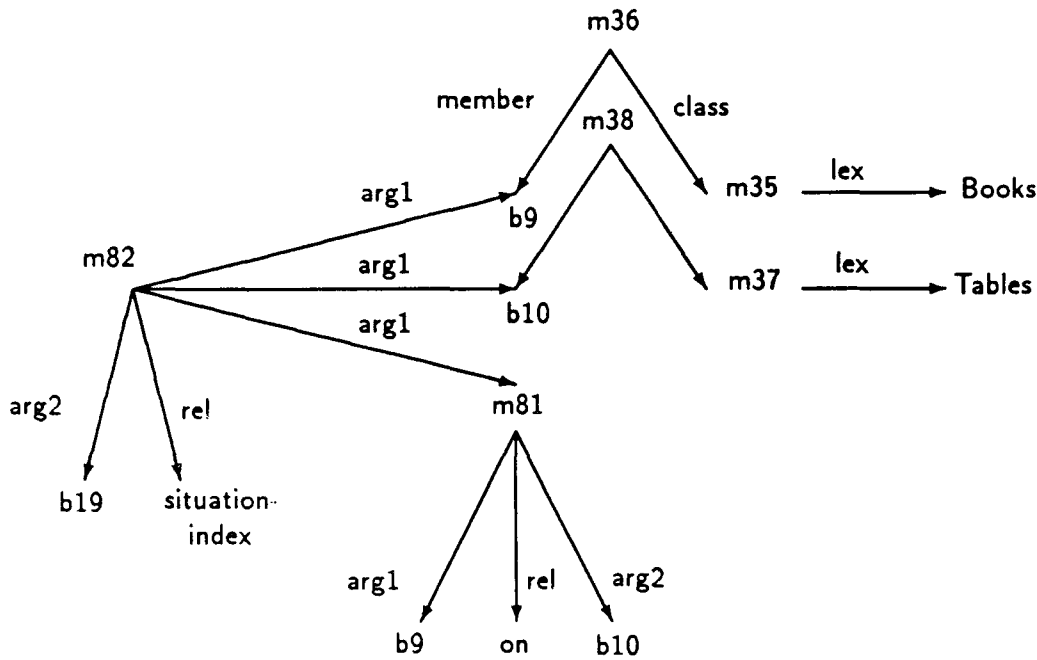 m36
member
class
m38
arg1
m35
lex
Books
b9
m82
arg1
m37
lex
Tables
b10
arg1
arg2
rel
m81
b19
situation-
index
arg1
rel
arg2
b9
on
b10